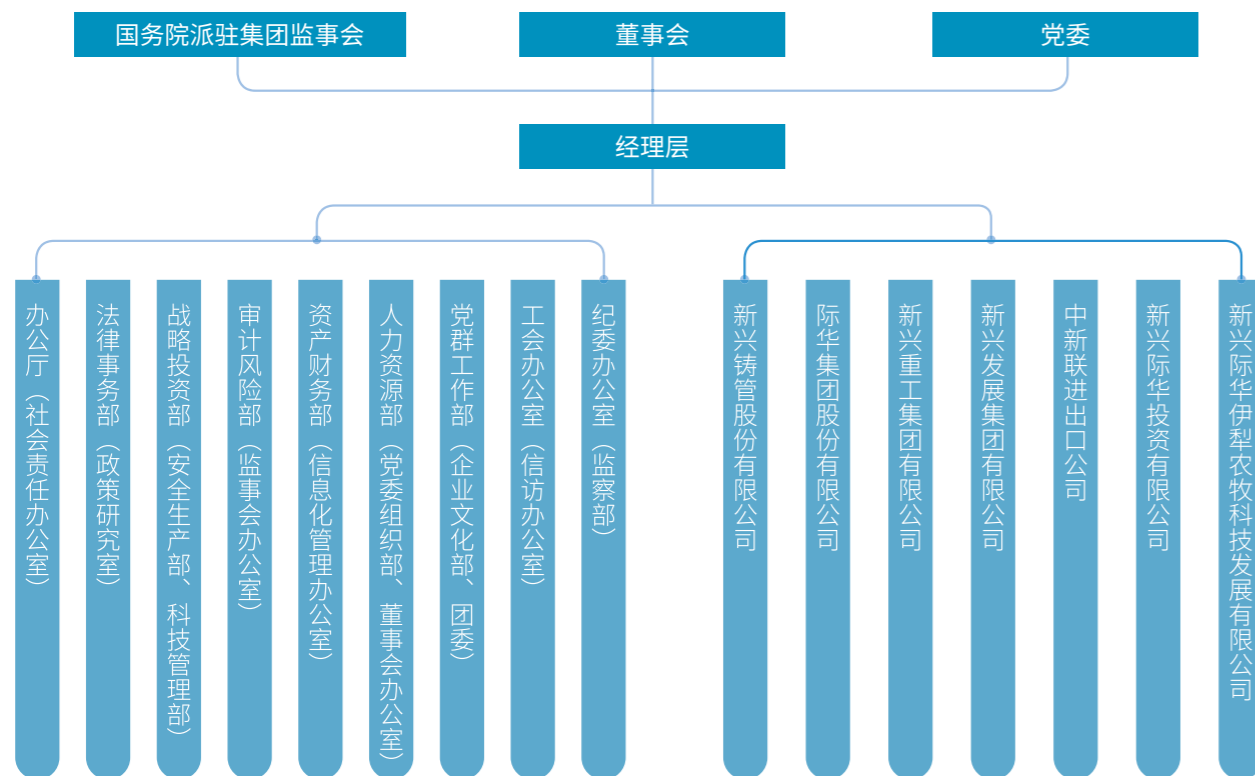 国务院派驻集团监事会
董事会
党委
经理层
办公厅（社会责任办公室）
法律事务部（政策研究室）
战略投资部（安全生产部、科技管理部）
审计风险部（监事会办公室）
资产财务部（信息化管理办公室）
人力资源部（党委组织部、董事会办公室）
党群工作部（企业文化部、团委）
工会办公室（信访办公室）
纪委办公室（监察部）
新兴铸管股份有限公司
际华集团股份有限公司
新兴重工集团有限公司
新兴发展集团有限公司
中新联进出口公司
新兴际华投资有限公司
新兴际华伊犁农牧科技发展有限公司